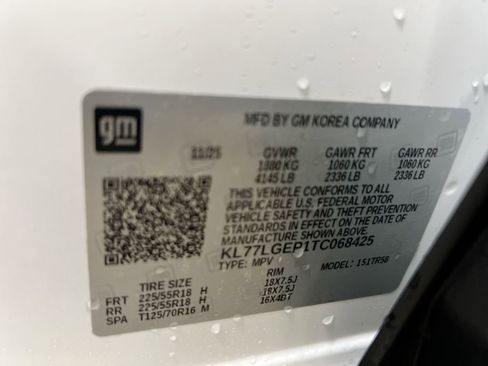 gm
MFD BY GM KOREA COMPANY
11/25 GVWR GAWR FRT GAWR RR
1880 KG 1060 KG 1060 KG
4145 LB 2336 LB 2336 LB
THIS VEHICLE CONFORMS TO ALL
APPLICABLE U.S. FEDERAL MOTOR
VEHICLE SAFETY AND THEFT PREVENTION
STANDARDS IN EFFECT ON THE DATE OF
MANUFACTURE SHOWN ABOVE.
KL77LGEP1TC068425
TYPE: MPV 151TR58
TIRE SIZE RIM
FRT 225/55R18 H 18X7.5J
RR 225/55R18 H 18X7.5J
SPA T125/70R16 M 16X4BT